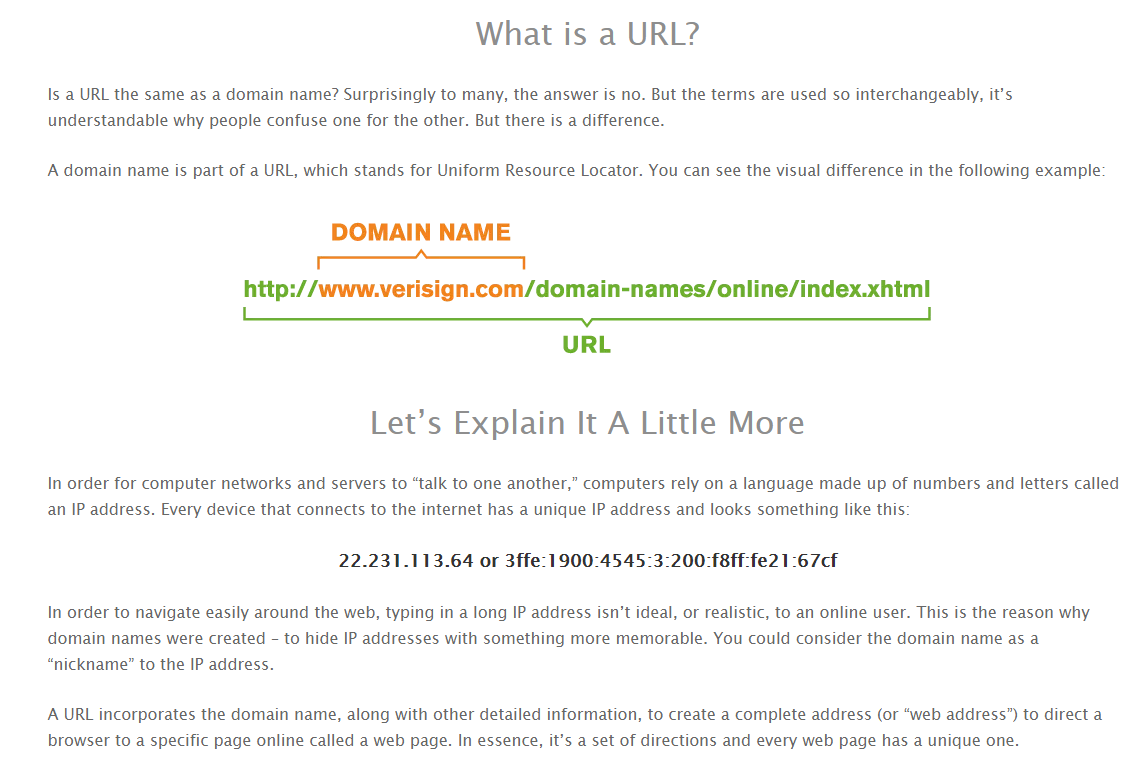 What is a URL?
Is a URL the same as a domain name? Surprisingly to many, the answer is no. But the terms are used so interchangeably, it’s
understandable why people confuse one for the other. But there is a difference.
A domain name is part of a URL, which stands for Uniform Resource Locator. You can see the visual difference in the following example:
DOMAIN NAME
http://www.verisign.com/domain-names/online/index.xhtml
URL
Let’s Explain It A Little More
In order for computer networks and servers to “talk to one another,” computers rely on a language made up of numbers and letters called
an IP address. Every device that connects to the internet has a unique IP address and looks something like this:
22.231.113.64 or 3ffe:1900:4545:3:200:f8ff:fe21:67cf
In order to navigate easily around the web, typing in a long IP address isn’t ideal, or realistic, to an online user. This is the reason why
domain names were created – to hide IP addresses with something more memorable. You could consider the domain name as a
“nickname” to the IP address.
A URL incorporates the domain name, along with other detailed information, to create a complete address (or “web address”) to direct a
browser to a specific page online called a web page. In essence, it’s a set of directions and every web page has a unique one.